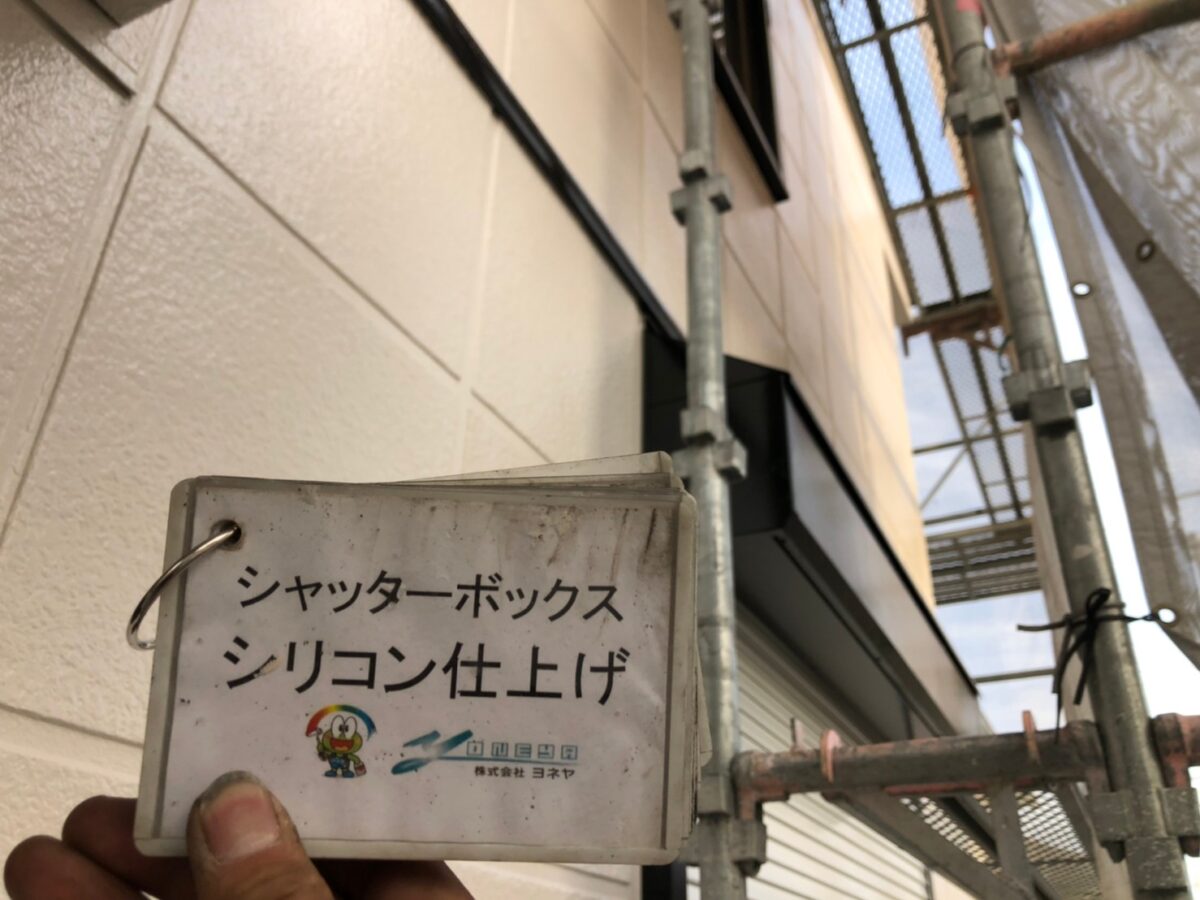 シャッターボックス
シリコン仕上げ
YONEYA
株式会社 ヨネヤ